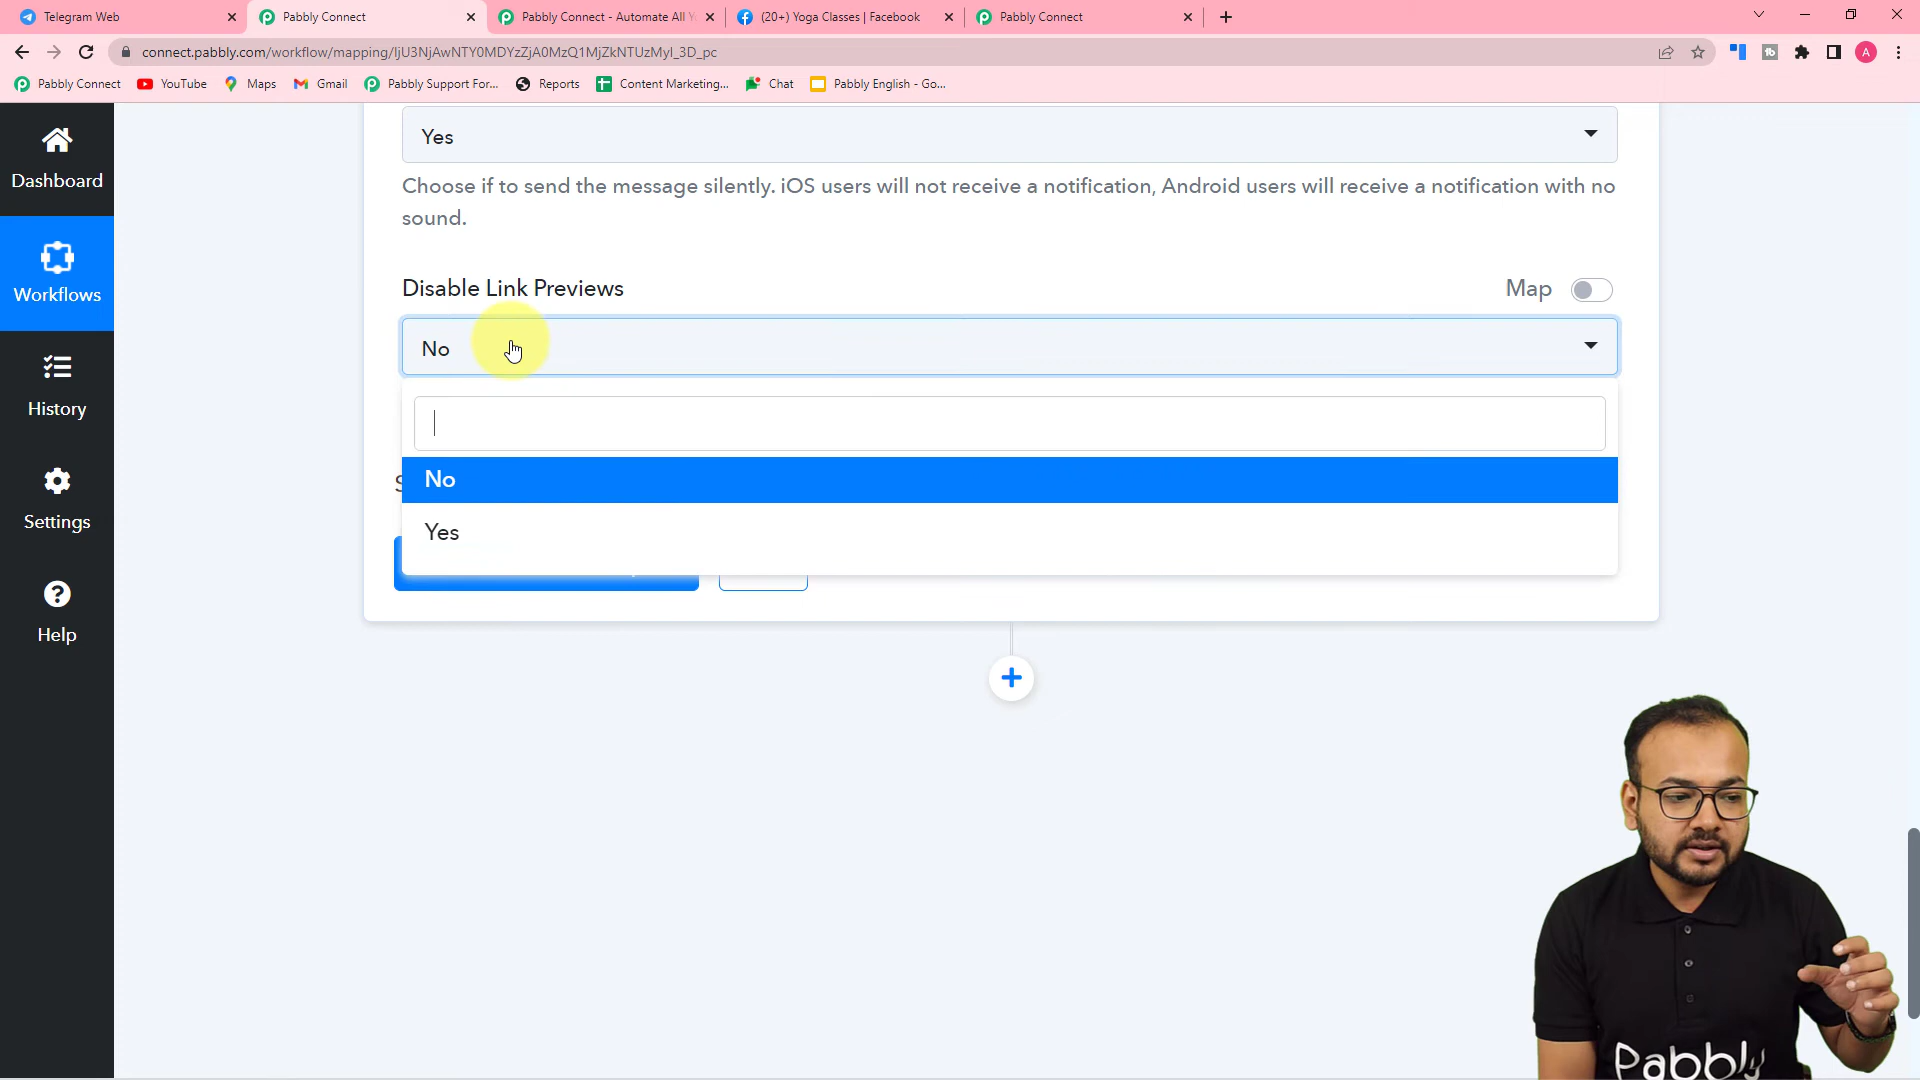 Telegram Web
Pabbly Connect
Pabbly Connect - Automate All Y
(20+) Yoga Classes | Facebook
Pabbly Connect
connect.pabbly.com/workflow/mapping/IjU3NjAwNTY0MDYzZjA0MzQ1MjZkNTUzMyI_3D_pc
A
Pabbly Connect
YouTube
Maps
Gmail
Pabbly Support For...
Reports
Content Marketing...
Chat
Pabbly English - Go...
Dashboard
Workflows
History
Settings
Help
Yes
Choose if to send the message silently. iOS users will not receive a notification, Android users will receive a notification with no
sound.
Disable Link Previews
Map
No
No
Yes
Pabbly